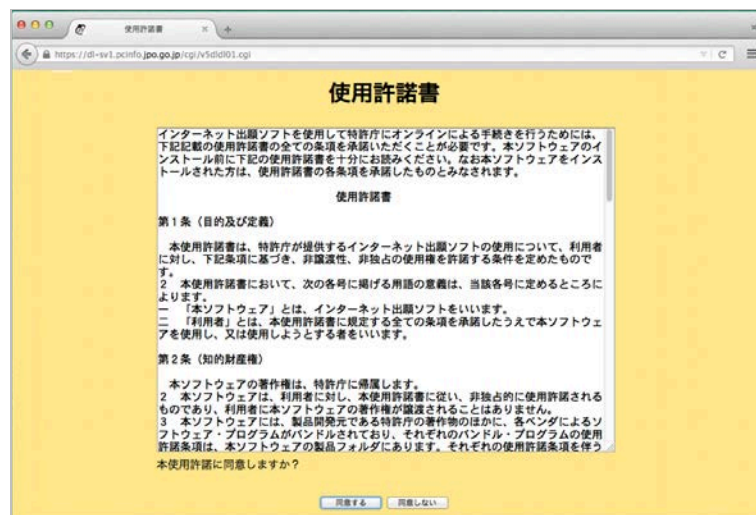 使用許諾書
https://dl-sv1.pcinfo.jpo.go.jp/cgi/v5dldl01.cgi
使用許諾書
インターネット出願ソフトを使用して特許庁にオンラインによる手続きを行うためには、
下記記載の使用許諾書の全ての条項を承諾いただくことが必要です。本ソフトウェアのイ
ンストール前に下記の使用許諾書を十分にお読みください。なお本ソフトウェアをインス
トールされた方は、使用許諾書の各条項を承諾したものとみなされます。
使用許諾書
第1条（目的及び定義）
本使用許諾書は、特許庁が提供するインターネット出願ソフトの使用について、利用者
に対し、下記条項に基づき、非譲渡性、非独占の使用権を許諾する条件を定めたもので
す。
2 本使用許諾書において、次の各号に掲げる用語の意義は、当該各号に定めるところに
よります。
一 「本ソフトウェア」とは、インターネット出願ソフトをいいます。
二 「利用者」とは、本使用許諾書に規定する全ての条項を承諾したうえで本ソフトウェ
アを使用し、又は使用しようとする者をいいます。
第2条（知的財産権）
本ソフトウェアの著作権は、特許庁に帰属します。
2 本ソフトウェアは、利用者に対し、本使用許諾書に従い、非独占的に使用許諾される
ものであり、利用者に本ソフトウェアの著作権が譲渡されることはありません。
3 本ソフトウェアには、製品開発元である特許庁の著作物のほかに、各ベンダによるソ
フトウェア・プログラムがバンドルされており、それぞれのバンドル・プログラムの使用
許諾条項は、本ソフトウェアの製品フォルダにあります。それぞれの使用許諾条項を伴う
本使用許諾に同意しますか？
同意する 同意しない